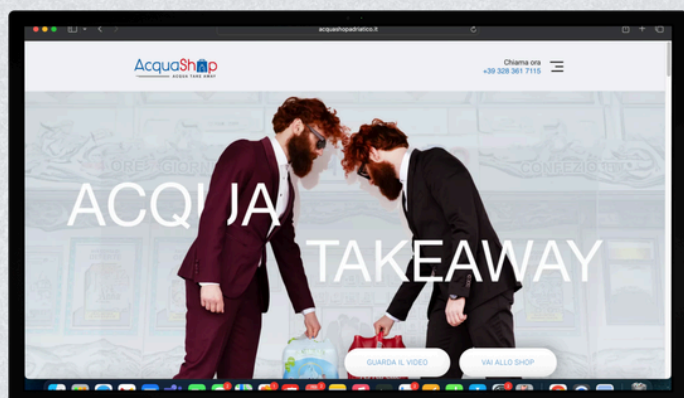 acquashopadriatico.it
AcquaShop
ACQUA TAKE AWAY
Chiama ora
+39 328 361 7115
ACQUA
TAKEAWAY
GUARDA IL VIDEO
VAI ALLO SHOP